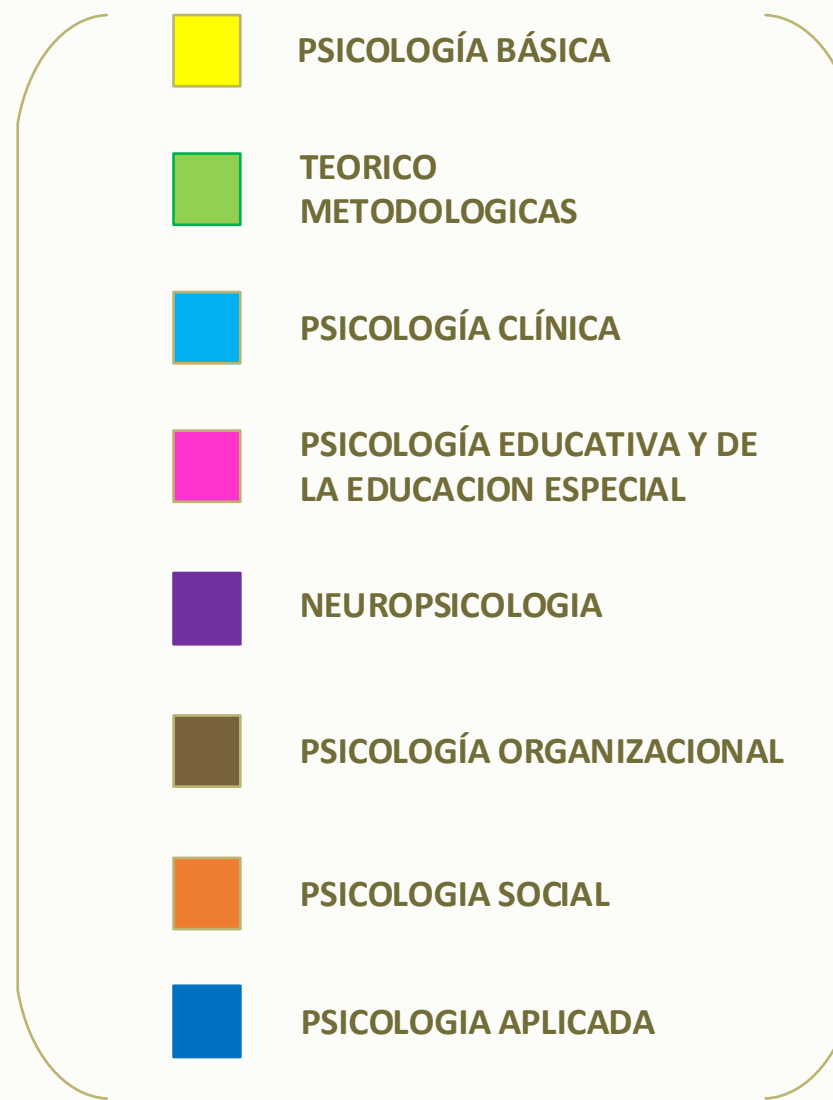 PSICOLOGÍA BÁSICA
TEORICO
METODOLOGICAS
PSICOLOGÍA CLÍNICA
PSICOLOGÍA EDUCATIVA Y DE
LA EDUCACION ESPECIAL
NEUROPSICOLOGIA
PSICOLOGÍA ORGANIZACIONAL
PSICOLOGIA SOCIAL
PSICOLOGIA APLICADA